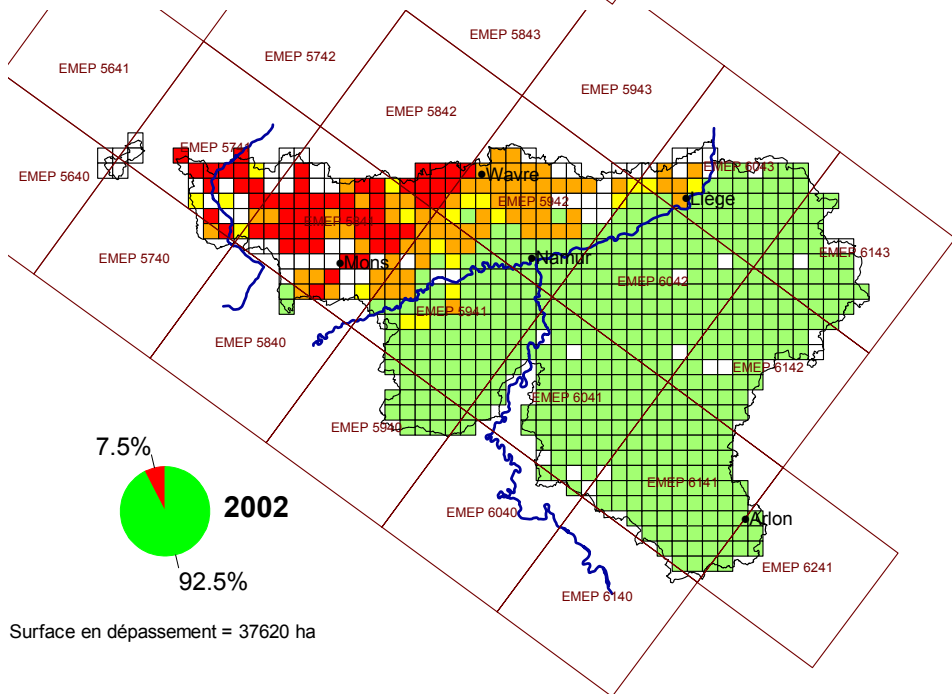 EMEP 5843
EMEP 5742
EMEP 5641
EMEP 5943
EMEP 5842
EMEP 5741
EMEP 6043
EMEP 5640
Wavre
Liège
EMEP 5942
EMEP 5841
EMEP 6143
EMEP 5740
Namur
Mons
EMEP 6042
EMEP 5941
EMEP 5840
EMEP 6142
EMEP 6041
EMEP 5940
7.5%
EMEP 6141
2002
EMEP 6040
Arlon
EMEP 6241
92.5%
EMEP 6140
Surface en dépassement = 37620 ha